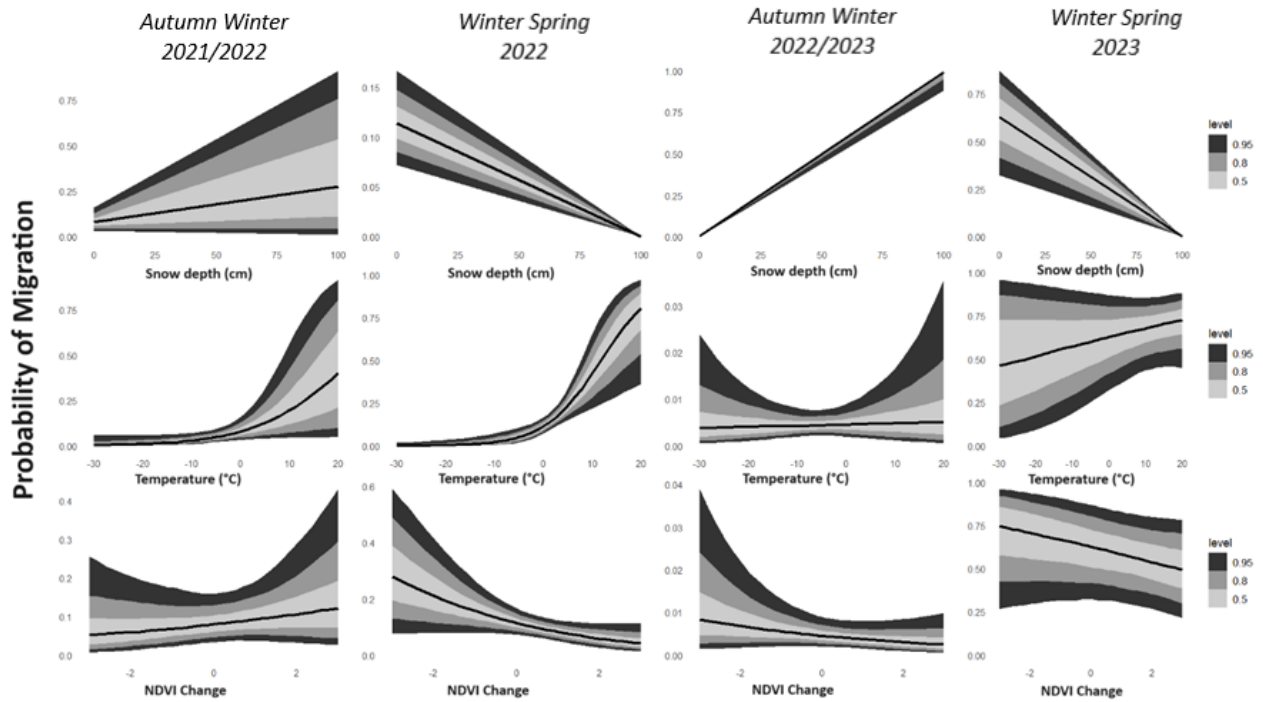 Autumn Winter
2021/2022
Winter Spring
2022
Autumn Winter
2022/2023
Winter Spring
2023
Probability of Migration
0.75
0.50
0.25
0.00
0 25 50 75 100
Snow depth (cm)
0.15
0.10
0.05
0.00
0 25 50 75 100
Snow depth (cm)
1.00
0.75
0.50
0.25
0.00
0 25 50 75 100
Snow depth (cm)
0.75
0.50
0.25
0.00
0 25 50 75 100
Snow depth (cm)
level
0.95
0.8
0.5
0.75
0.50
0.25
0.00
-30 -20 -10 0 10 20
Temperature (°C)
1.00
0.75
0.50
0.25
0.00
-30 -20 -10 0 10 20
Temperature (°C)
0.03
0.02
0.01
0.00
-30 -20 -10 0 10 20
Temperature (°C)
1.00
0.75
0.50
0.25
0.00
-30 -20 -10 0 10 20
Temperature (°C)
level
0.95
0.8
0.5
0.4
0.3
0.2
0.1
0.0
-2 0 2
NDVI Change
0.6
0.4
0.2
0.0
-2 0 2
NDVI Change
0.04
0.03
0.02
0.01
0.00
-2 0 2
NDVI Change
1.00
0.75
0.50
0.25
0.00
-2 0 2
NDVI Change
level
0.95
0.8
0.5